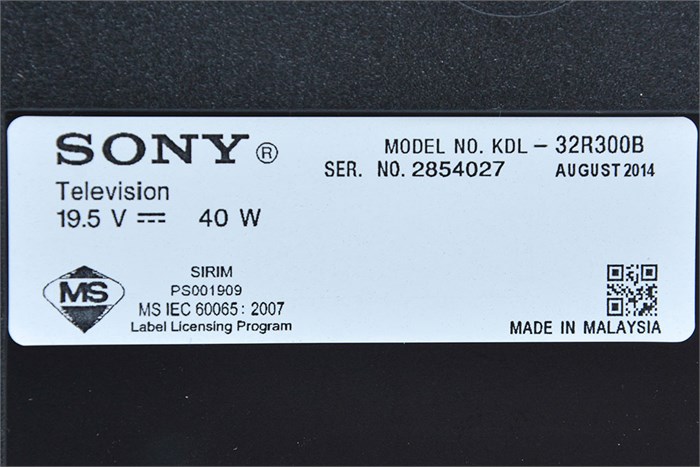 SONY®
Television
19.5 V ⎓ 40 W
MODEL NO. KDL - 32R300B
SER. NO. 2854027 AUGUST 2014
MS
SIRIM
PS001909
MS IEC 60065 : 2007
Label Licensing Program
MADE IN MALAYSIA